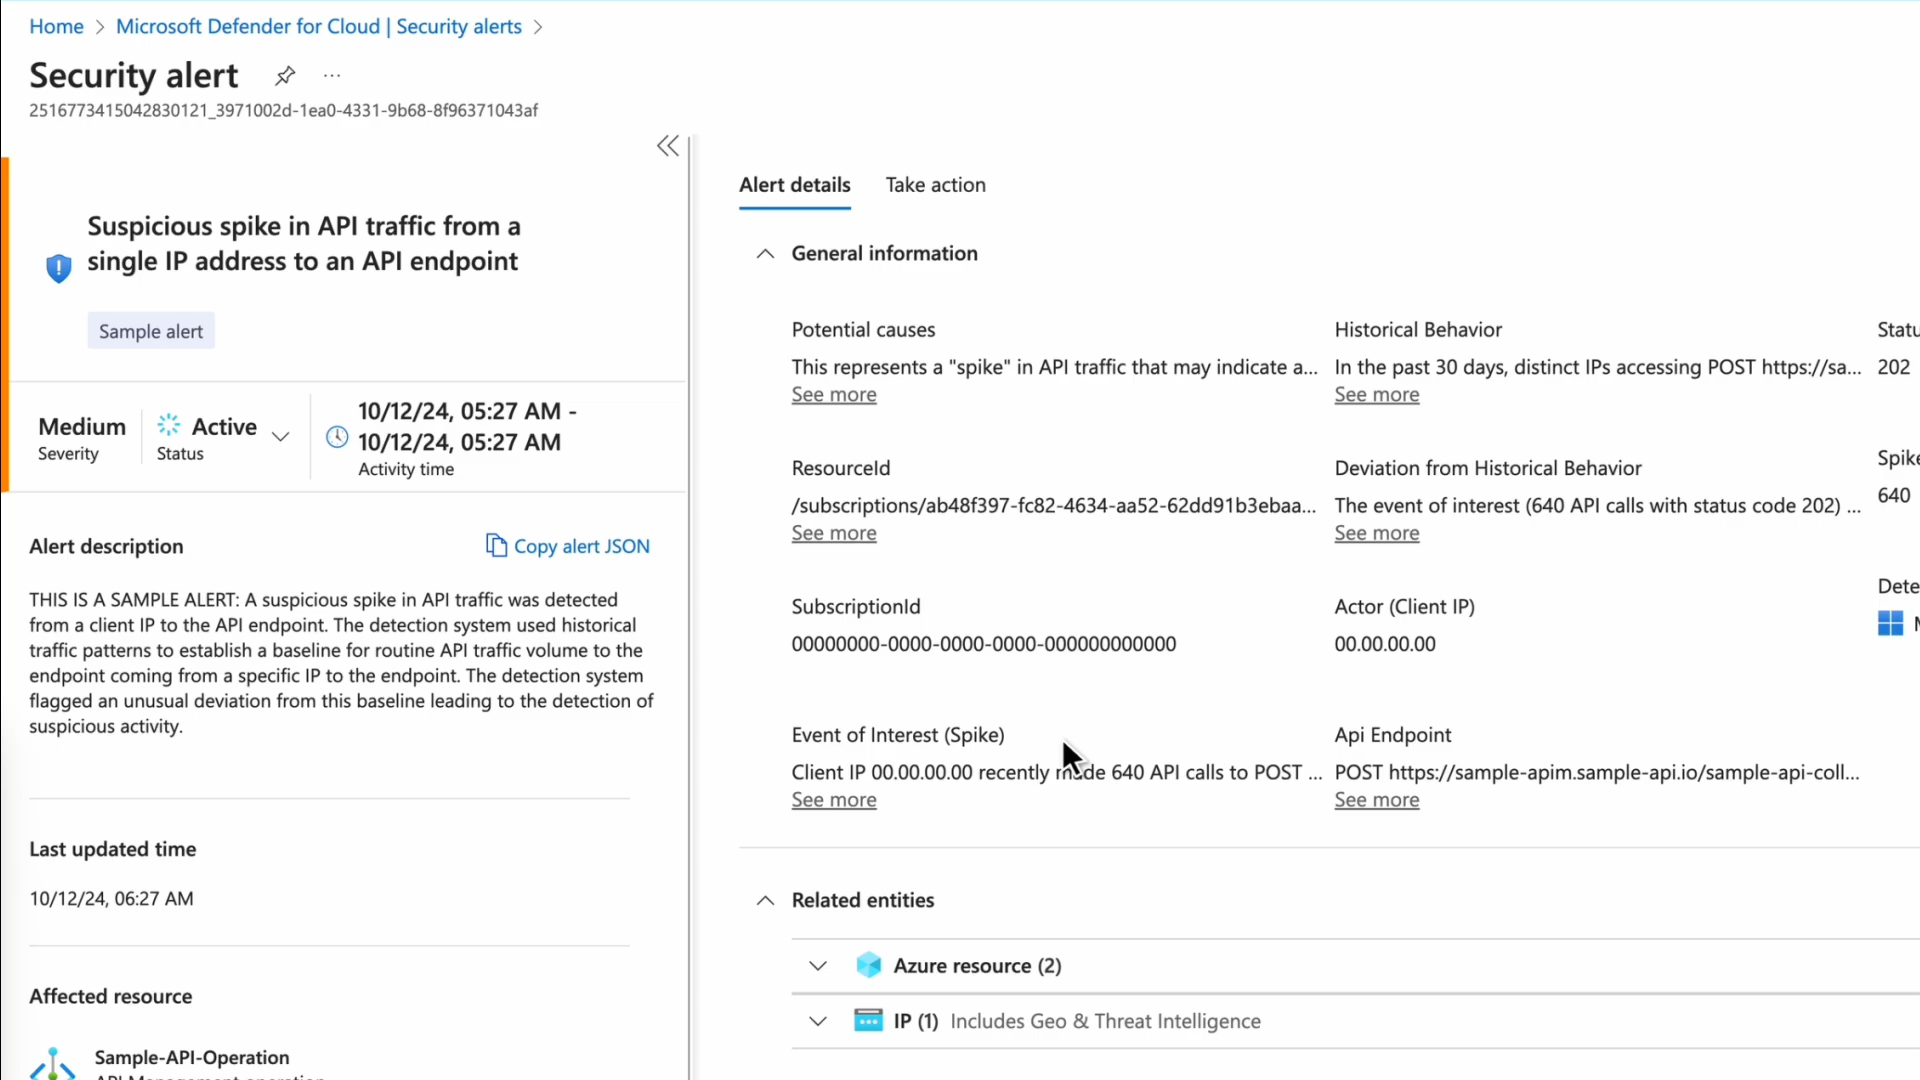 Home > Microsoft Defender for Cloud | Security alerts >
Security alert ...
2516773415042830121_3971002d-1ea0-4331-9b68-8f96371043af
Suspicious spike in API traffic from a
single IP address to an API endpoint
Sample alert
Medium
Severity
Active
Status
10/12/24, 05:27 AM -
10/12/24, 05:27 AM
Activity time
Alert description
Copy alert JSON
THIS IS A SAMPLE ALERT: A suspicious spike in API traffic was detected
from a client IP to the API endpoint. The detection system used historical
traffic patterns to establish a baseline for routine API traffic volume to the
endpoint coming from a specific IP to the endpoint. The detection system
flagged an unusual deviation from this baseline leading to the detection of
suspicious activity.
Last updated time
10/12/24, 06:27 AM
Affected resource
Sample-API-Operation
API Management operation
Alert details
Take action
General information
Potential causes
This represents a "spike" in API traffic that may indicate a...
See more
Historical Behavior
In the past 30 days, distinct IPs accessing POST https://sa...
See more
Statu
202
ResourceId
/subscriptions/ab48f397-fc82-4634-aa52-62dd91b3ebaa...
See more
Deviation from Historical Behavior
The event of interest (640 API calls with status code 202) ...
See more
Spike
640
SubscriptionId
00000000-0000-0000-0000-000000000000
Actor (Client IP)
00.00.00.00
Dete
Event of Interest (Spike)
Client IP 00.00.00.00 recently made 640 API calls to POST ...
See more
Api Endpoint
POST https://sample-apim.sample-api.io/sample-api-coll...
See more
Related entities
Azure resource (2)
IP (1) Includes Geo & Threat Intelligence